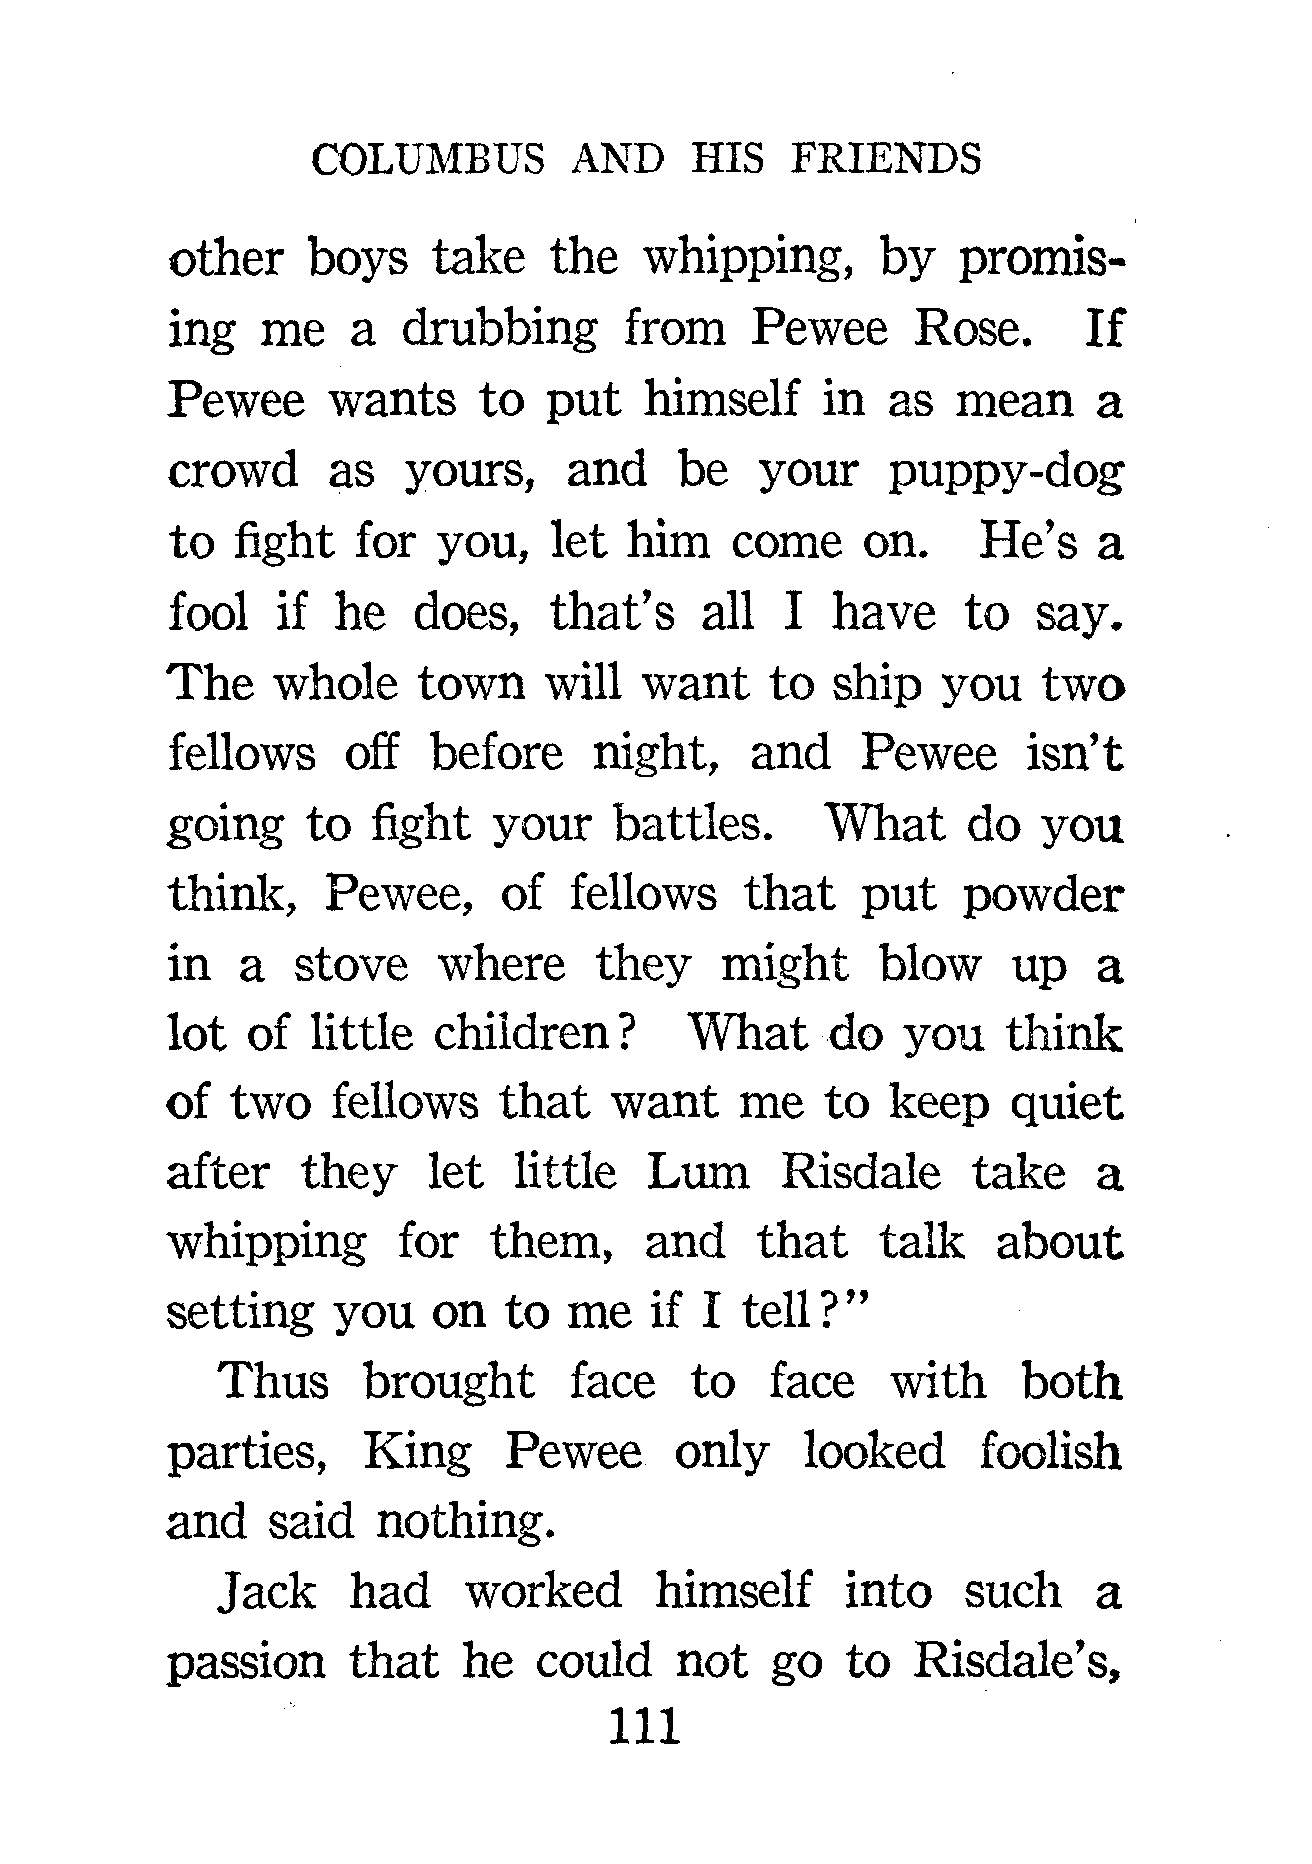 COLUMBUS AND HIS FRIENDS
other boys take the whipping, by promis-
ing me a drubbing from Pewee Rose. If
Pewee wants to put himself in as mean a
crowd as yours, and be your puppy-dog
to fight for you, let him come on. He's a
fool if he does, that's all I have to say.
The whole town will want to ship you two
fellows off before night, and Pewee isn't
going to fight your battles. What do you
think, Pewee, of fellows that put powder
in a stove where they might blow up a
lot of little children? What do you think
of two fellows that want me to keep quiet
after they let little Lum Risdale take a
whipping for them, and that talk about
setting you on to me if I tell?"
Thus brought face to face with both
parties, King Pewee only looked foolish
and said nothing.
Jack had worked himself into such a
passion that he could not go to Risdale's,
111